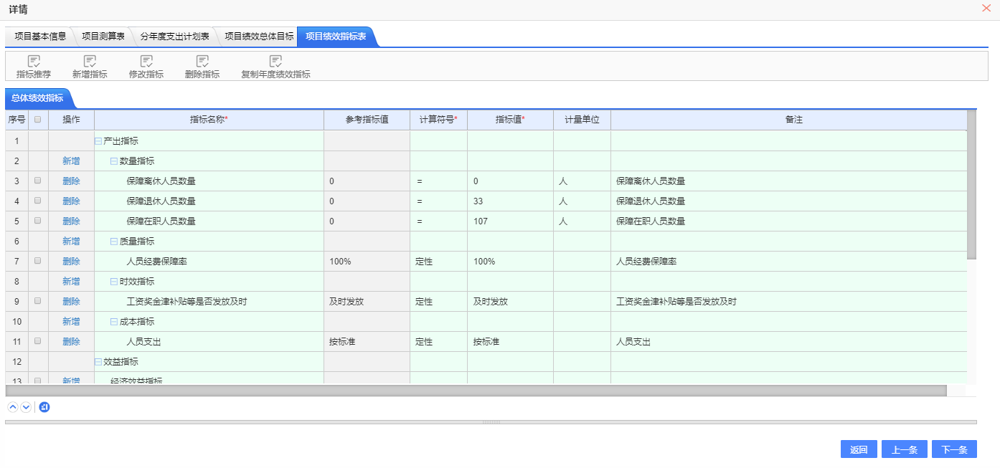 详情
项目基本信息 项目测算表 分年度支出计划表 项目绩效总体目标 项目绩效指标表
指标推荐 新增指标 修改指标 删除指标 复制年度绩效指标
总体绩效指标
序号 操作 指标名称* 参考指标值 计算符号* 指标值* 计量单位 备注
1 产出指标
2 新增 数量指标
3 删除 保障离休人员数量 0 = 0 人 保障离休人员数量
4 删除 保障退休人员数量 0 = 33 人 保障退休人员数量
5 删除 保障在职人员数量 0 = 107 人 保障在职人员数量
6 新增 质量指标
7 删除 人员经费保障率 100% 定性 100% 人员经费保障率
8 新增 时效指标
9 删除 工资奖金津补贴等是否发放及时 及时发放 定性 及时发放 工资奖金津补贴等是否发放及时
10 新增 成本指标
11 删除 人员支出 按标准 定性 按标准 人员支出
12 效益指标
13 新增 经济效益指标
返回 上一条 下一条